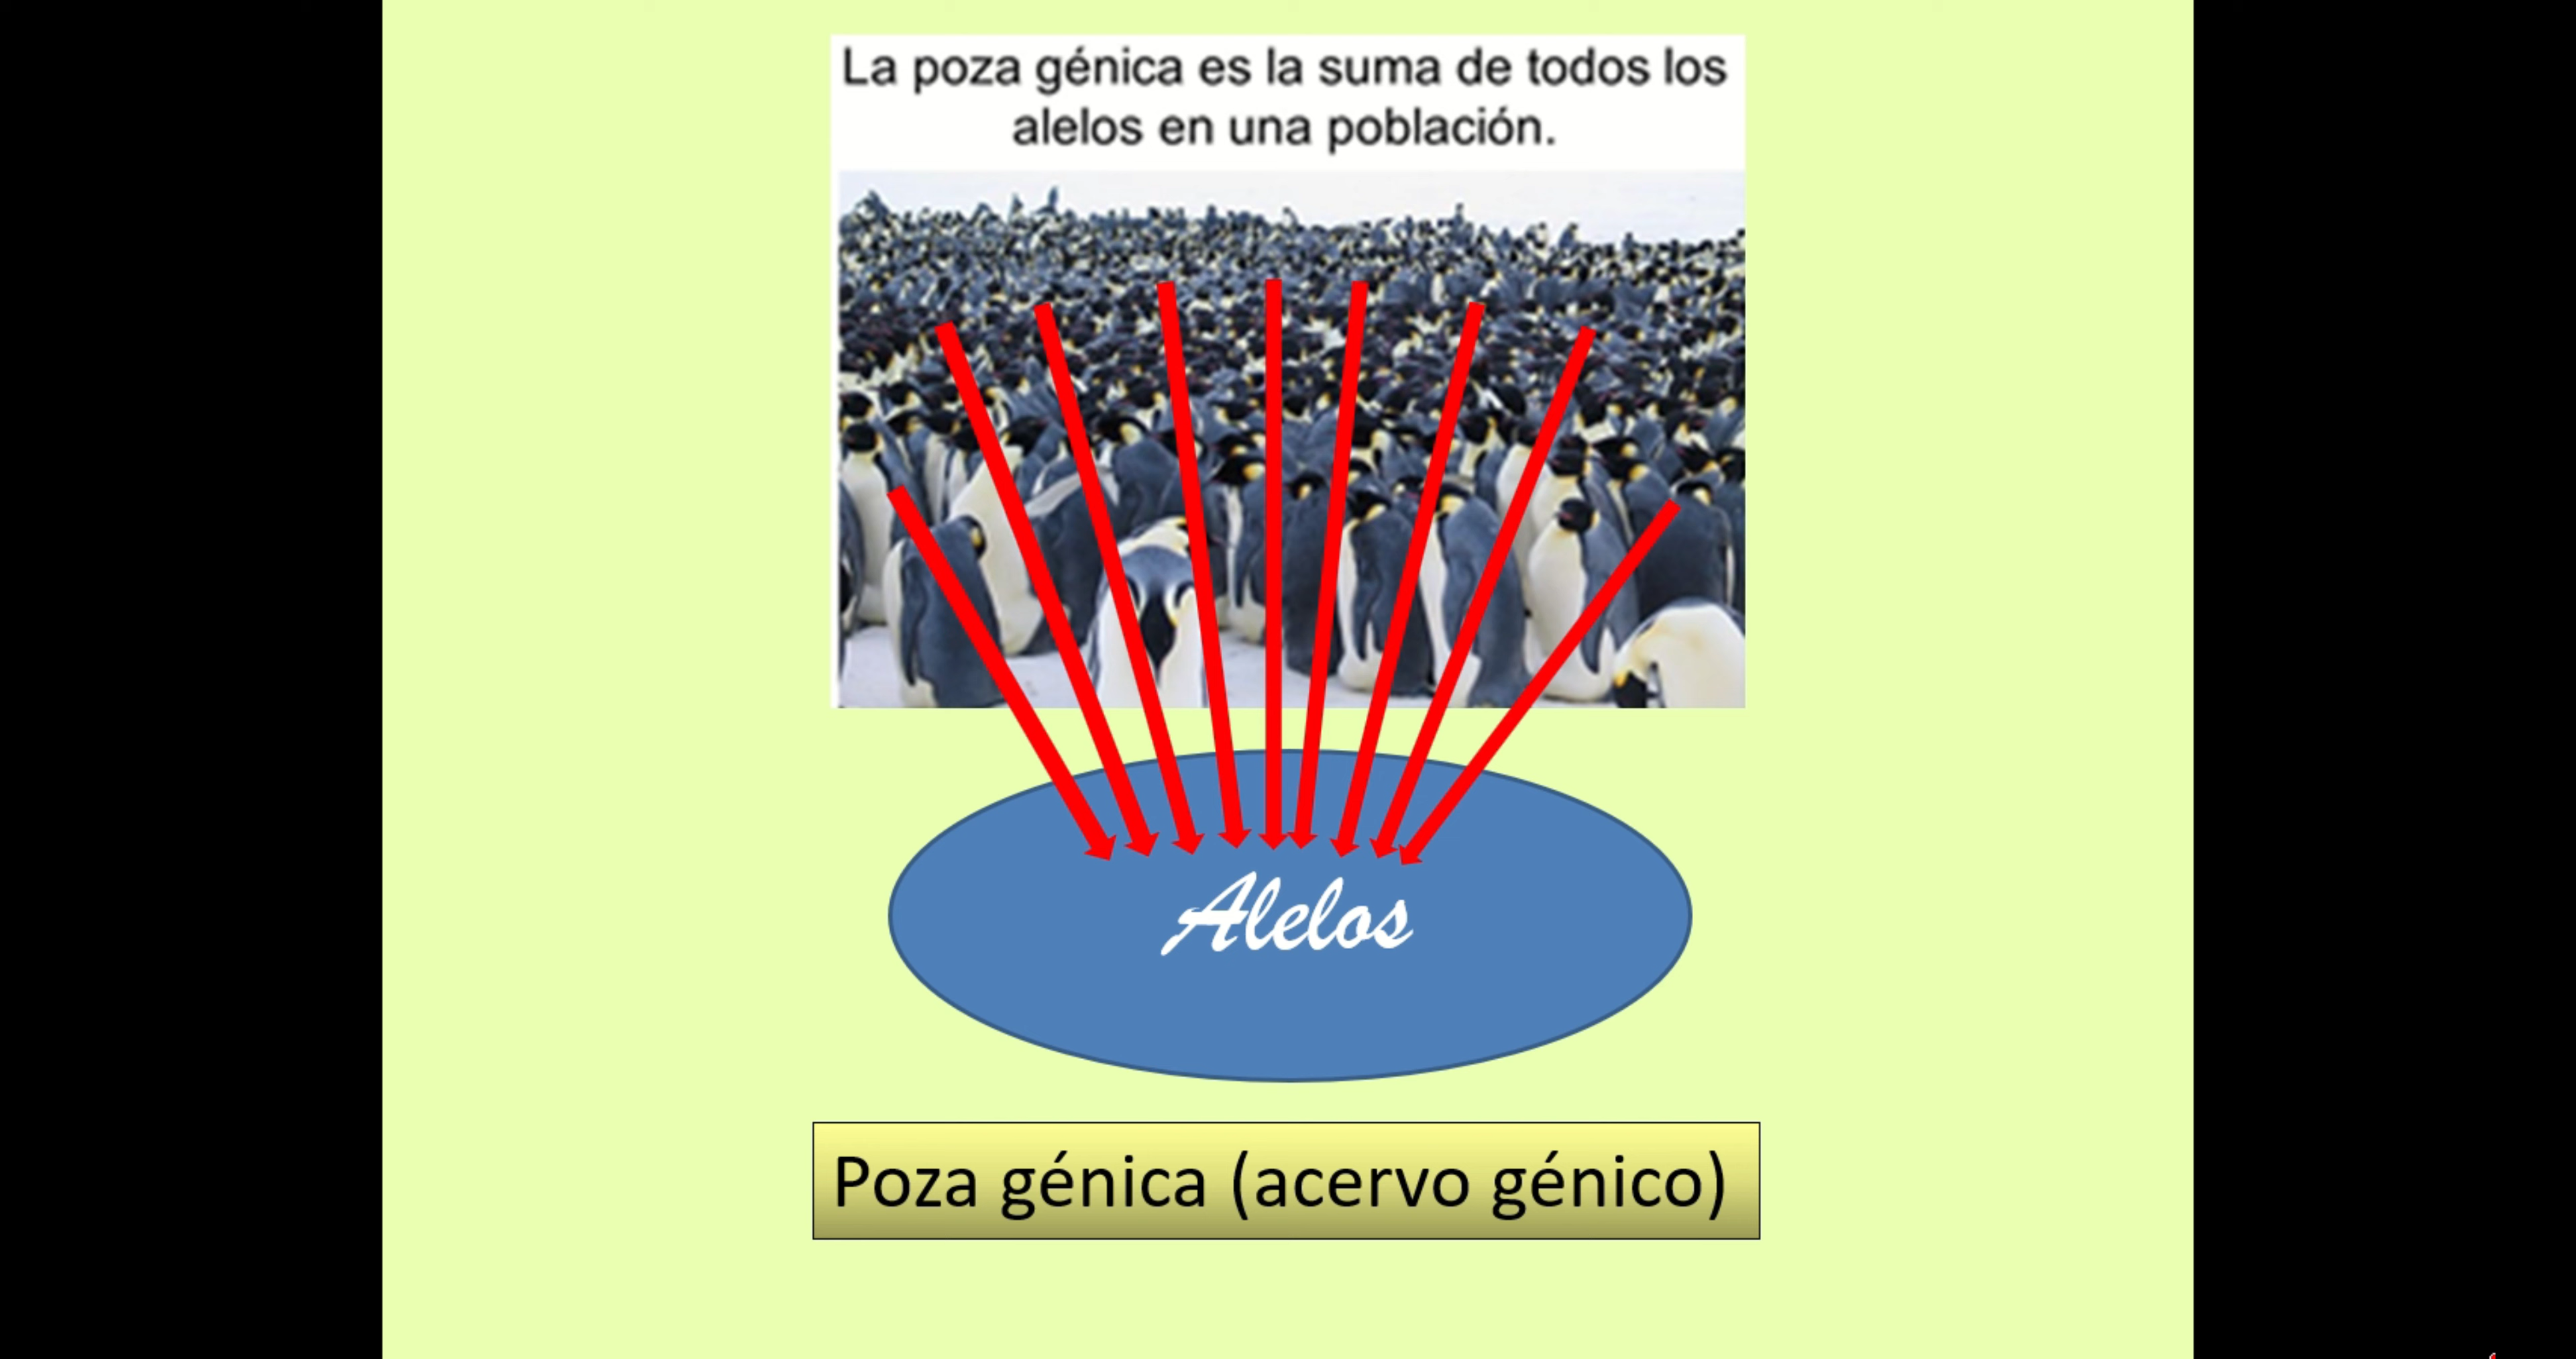 La poza génica es la suma de todos los
alelos en una población.
Alelos
Poza génica (acervo génico)